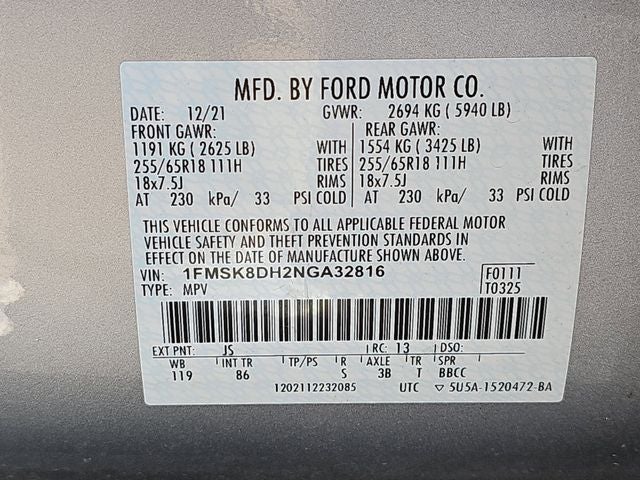 MFD. BY FORD MOTOR CO.
DATE: 12/21 GVWR: 2694 KG ( 5940 LB)
FRONT GAWR: REAR GAWR:
1191 KG ( 2625 LB) WITH 1554 KG ( 3425 LB) WITH
255/65R18 111H TIRES 255/65R18 111H TIRES
18x7.5J RIMS 18x7.5J RIMS
AT 230 kPa/ 33 PSI COLD AT 230 kPa/ 33 PSI COLD
THIS VEHICLE CONFORMS TO ALL APPLICABLE FEDERAL MOTOR
VEHICLE SAFETY AND THEFT PREVENTION STANDARDS IN
EFFECT ON THE DATE OF MANUFACTURE SHOWN ABOVE.
VIN: 1FMSK8DH2NGA32816 F0111
TYPE: MPV T0325
EXT PNT: JS RC: 13 DSO:
WB INT TR TP/PS R AXLE TR SPR
119 86 S 3B T BBCC
1202112232085 UTC ▽ 5U5A-1520472-BA